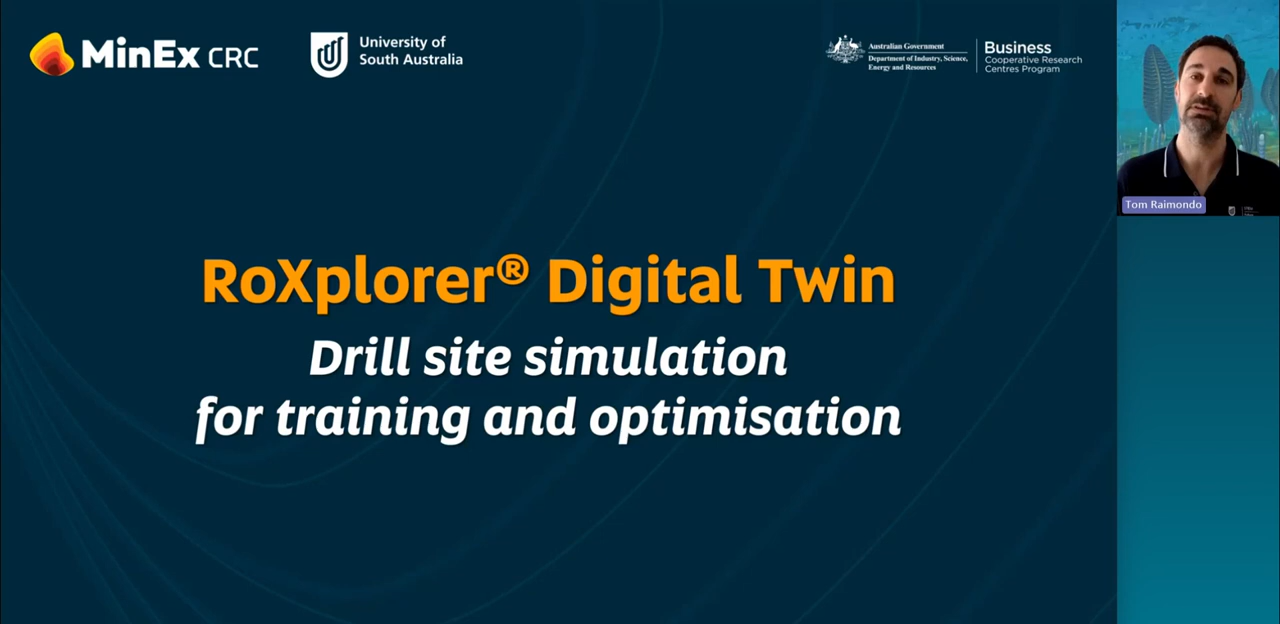 MinEx CRC
University of
South Australia
Australian Government
Department of Industry, Science,
Energy and Resources
Business
Cooperative Research
Centres Program
Tom Raimondo
RoXplorer® Digital Twin
Drill site simulation
for training and optimisation